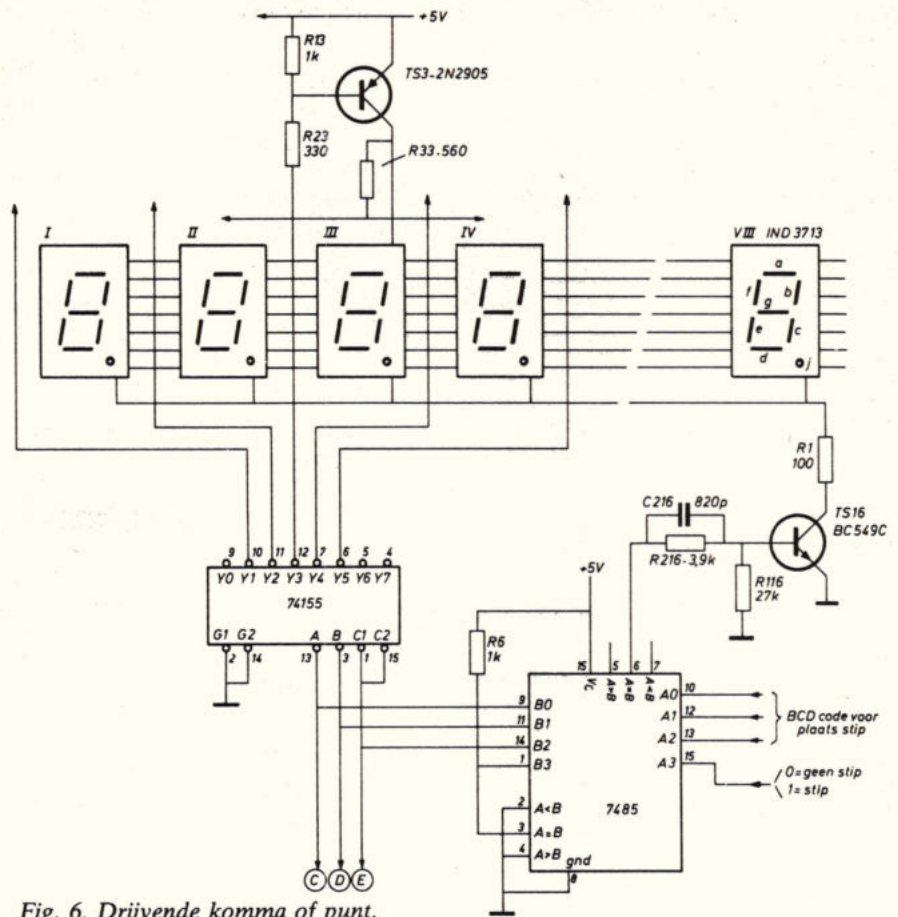 +5V
R13
1k
TS3-2N2905
R23
330
R33-560
I
II
III
IV
VIII IND 3713
a
f
b
g
e
c
d
j
R1
100
C216
820p
TS16
BC549C
R216-3,9k
R116
27k
9 10 11 12 7 6 5 4
Y0 Y1 Y2 Y3 Y4 Y5 Y6 Y7
74155
G1 G2 A B C1 C2
2 14 13 3 1 15
+5V
R6
1k
15 5 6 7
Vc A>B A=B A<B
9 B0
11 B1
14 B2
1 B3
2 A<B
3 A=B
4 A>B
7485
gnd
8
A0 10
A1 12
A2 13
A3 15
BCD code voor
plaats stip
0=geen stip
1=stip
C D E
Fig. 6. Drijvende komma of punt.